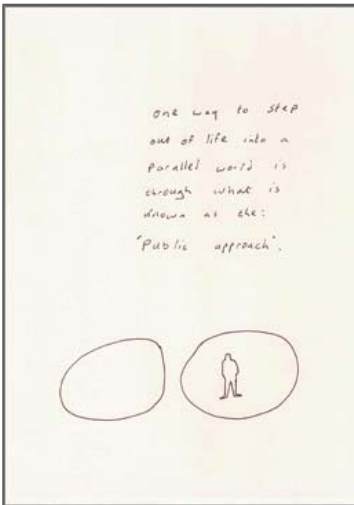 one way to step
out of life into a
parallel world is
through what is
known as the:
'Public approach'.